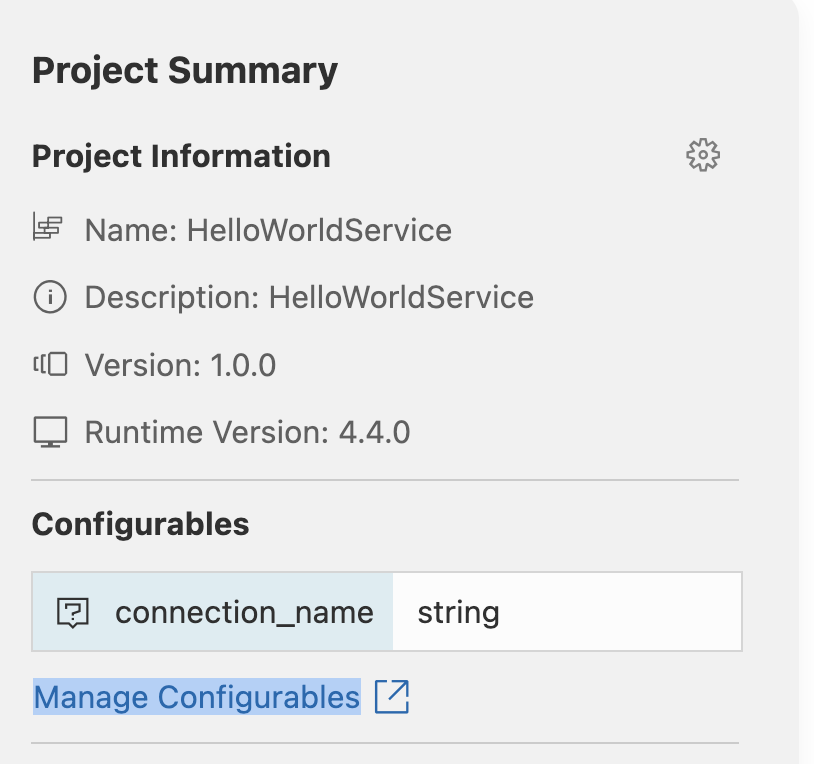 Project Summary
Project Information
Name: HelloWorldService
Description: HelloWorldService
Version: 1.0.0
Runtime Version: 4.4.0
Configurables
connection_name string
Manage Configurables